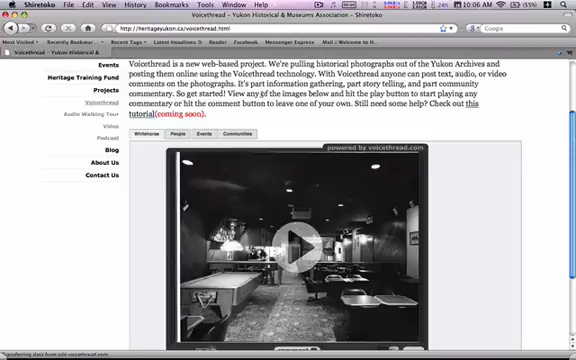 Shiretoko File Edit View History Bookmarks Tools Window Help 10:06 AM
Voicethread – Yukon Historical & Museums Association – Shiretoko
http://heritageyukon.ca/voicethread.html
Google
Most Visited Recently Bookmar... Recent Tags Latest Headlines Facebook Messenger Express Mail :: Welcome to H...
Voicethread – Yukon Historical & ...
Events
Heritage Training Fund
Projects
Voicethread
Audio Walking Tour
Video
Podcast
Blog
About Us
Contact Us
Voicethread is a new web-based project. We're pulling historical photographs out of the Yukon Archives and
posting them online using the Voicethread technology. With Voicethread anyone can post text, audio, or video
comments on the photographs. It's part information gathering, part story telling, and part community
commentary. So get started! View any of the images below and hit the play button to start playing any
commentary or hit the comment button to leave one of your own. Still need some help? Check out this
tutorial(coming soon).
Whitehorse People Events Communities
powered by voicethread.com
Transferring data from cdn.voicethread.com